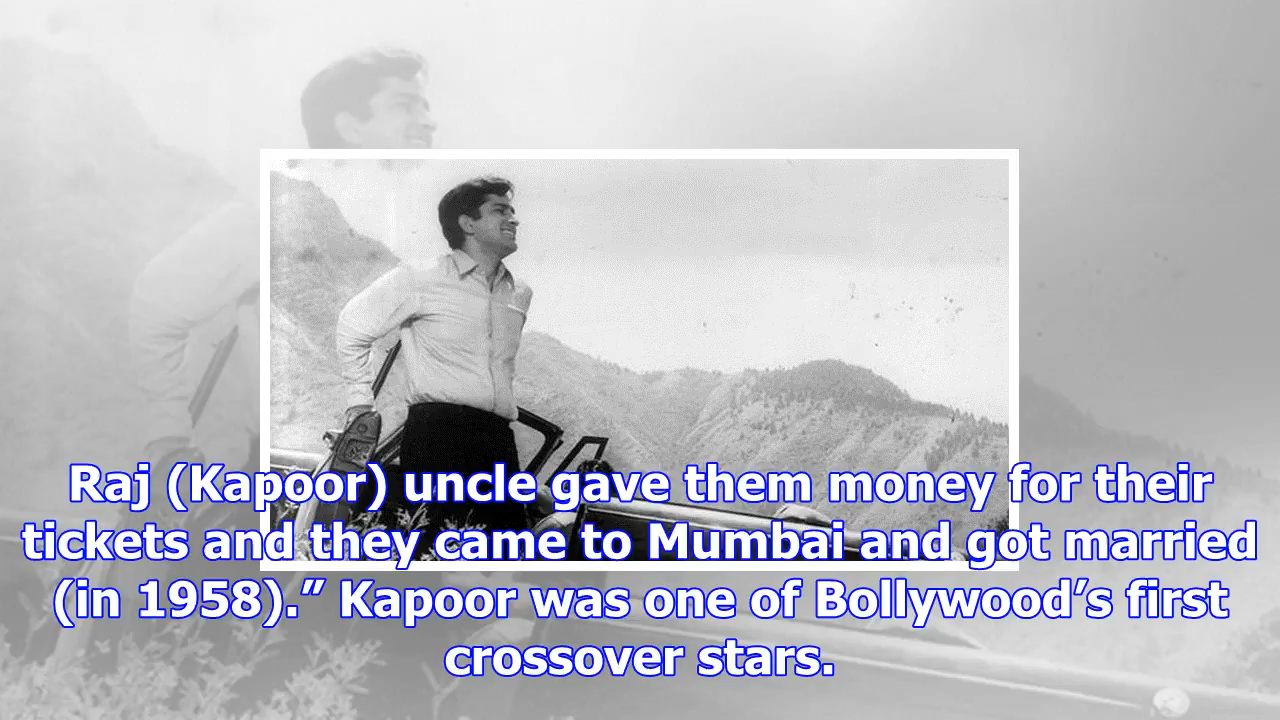 Raj (Kapoor) uncle gave them money for their
tickets and they came to Mumbai and got married
(in 1958).” Kapoor was one of Bollywood’s first
crossover stars.